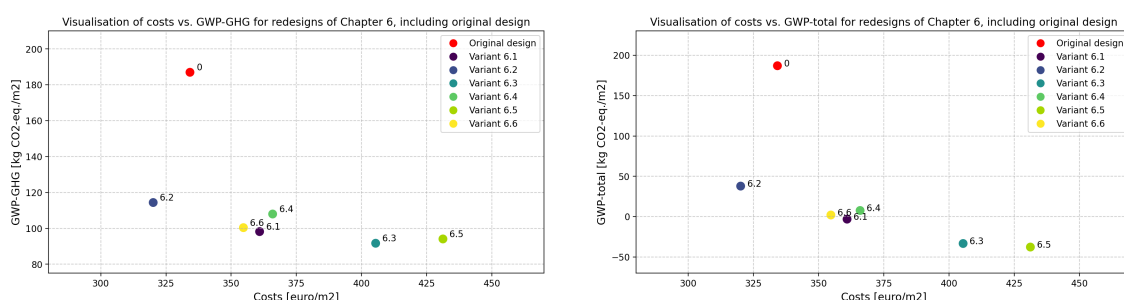 Visualisation of costs vs. GWP-GHG for redesigns of Chapter 6, including original design
GWP-GHG [kg CO2-eq./m2]
200
180
160
140
120
100
80
300
325
350
375
400
425
450
Costs [euro/m2]
Original design
Variant 6.1
Variant 6.2
Variant 6.3
Variant 6.4
Variant 6.5
Variant 6.6
0
6.2
6.4
6.6
6.1
6.3
6.5
Visualisation of costs vs. GWP-total for redesigns of Chapter 6, including original design
GWP-total [kg CO2-eq./m2]
200
150
100
50
0
−50
300
325
350
375
400
425
450
Costs [euro/m2]
Original design
Variant 6.1
Variant 6.2
Variant 6.3
Variant 6.4
Variant 6.5
Variant 6.6
0
6.2
6.4
6.6
6.1
6.3
6.5